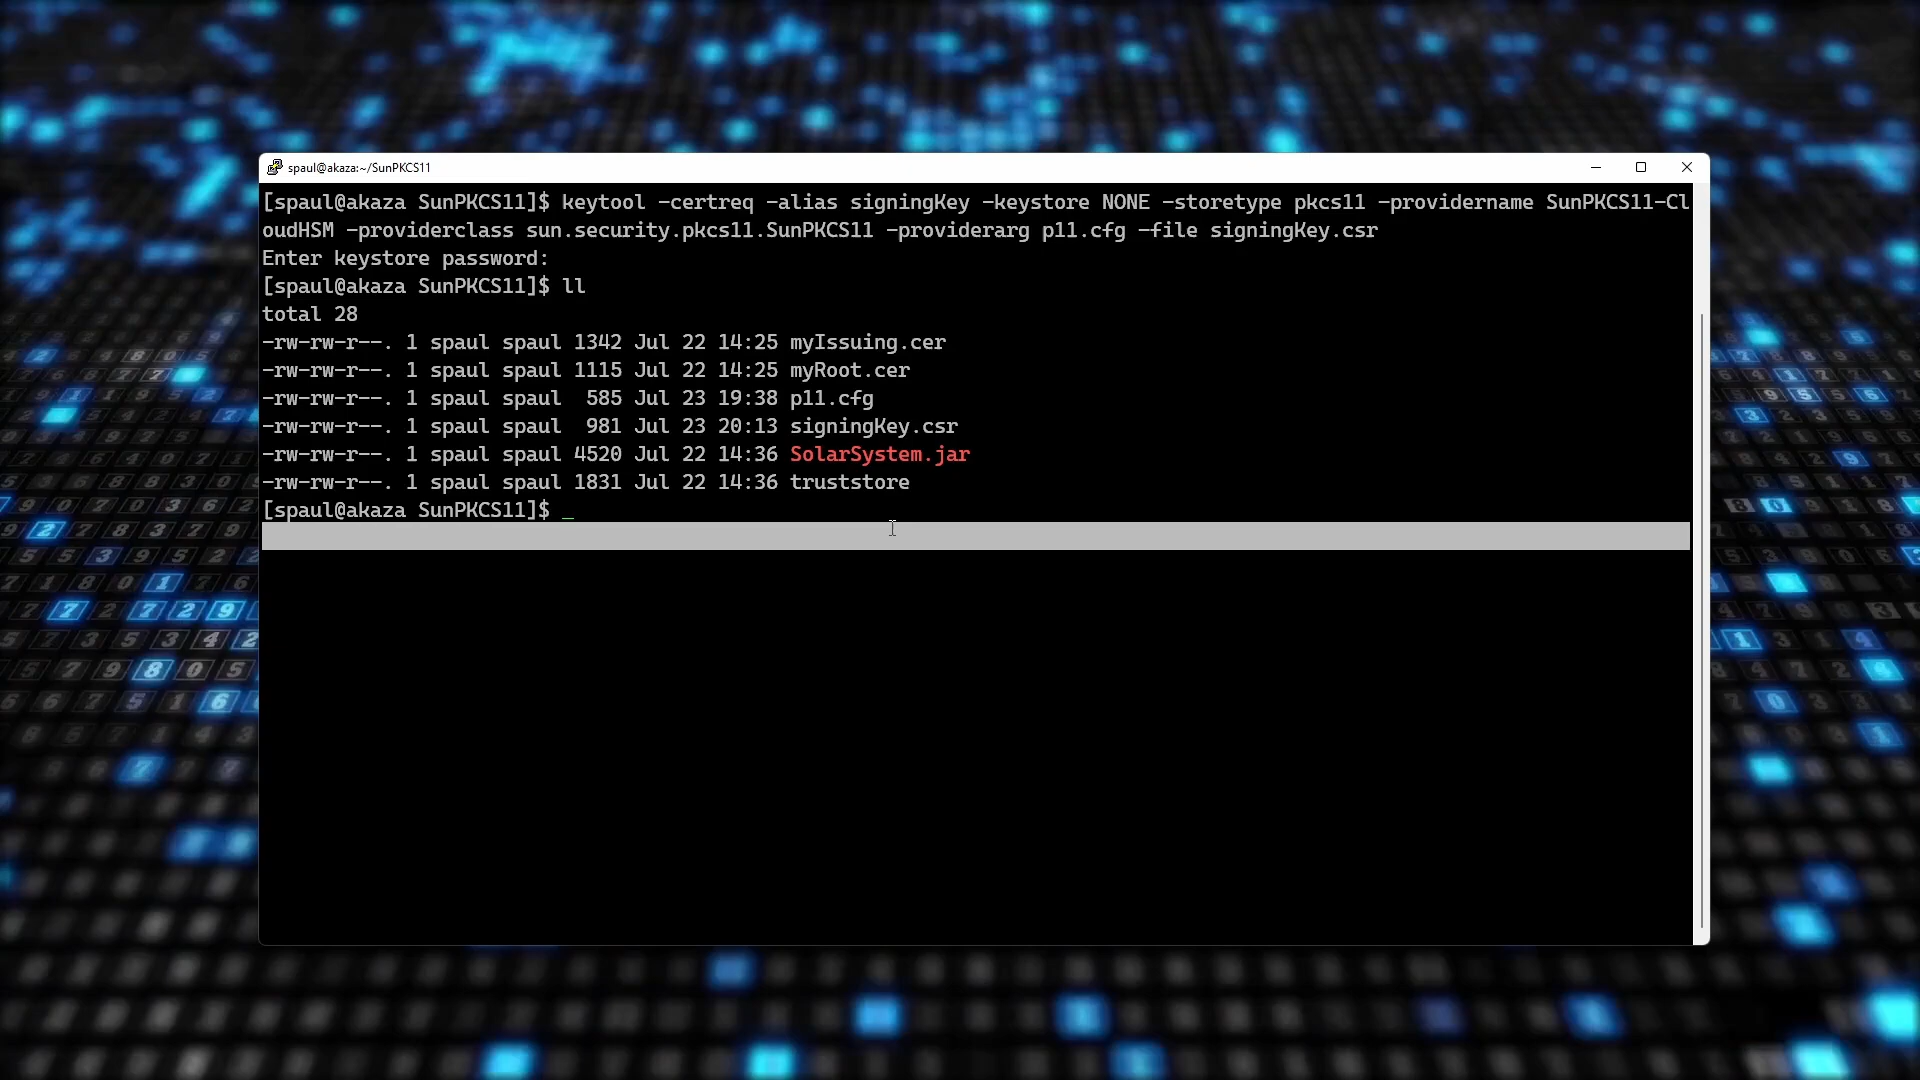 spaul@akaza:~/SunPKCS11
[spaul@akaza SunPKCS11]$ keytool -certreq -alias signingKey -keystore NONE -storetype pkcs11 -providername SunPKCS11-Cl
oudHSM -providerclass sun.security.pkcs11.SunPKCS11 -providerarg p11.cfg -file signingKey.csr
Enter keystore password:
[spaul@akaza SunPKCS11]$ ll
total 28
-rw-rw-r--. 1 spaul spaul 1342 Jul 22 14:25 myIssuing.cer
-rw-rw-r--. 1 spaul spaul 1115 Jul 22 14:25 myRoot.cer
-rw-rw-r--. 1 spaul spaul  585 Jul 23 19:38 p11.cfg
-rw-rw-r--. 1 spaul spaul  981 Jul 23 20:13 signingKey.csr
-rw-rw-r--. 1 spaul spaul 4520 Jul 22 14:36 SolarSystem.jar
-rw-rw-r--. 1 spaul spaul 1831 Jul 22 14:36 truststore
[spaul@akaza SunPKCS11]$ _